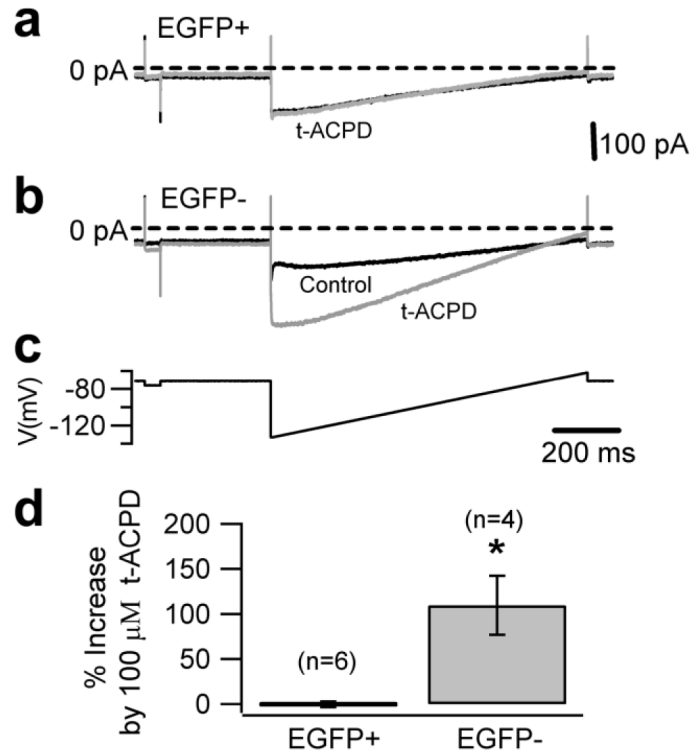 a
EGFP+
0 pA
t-ACPD
100 pA
b
EGFP-
0 pA
Control
t-ACPD
c
V(mV)
-80
-120
200 ms
d
% Increase
by 100 μM t-ACPD
200
150
100
50
0
(n=6)
(n=4)
*
EGFP+
EGFP-